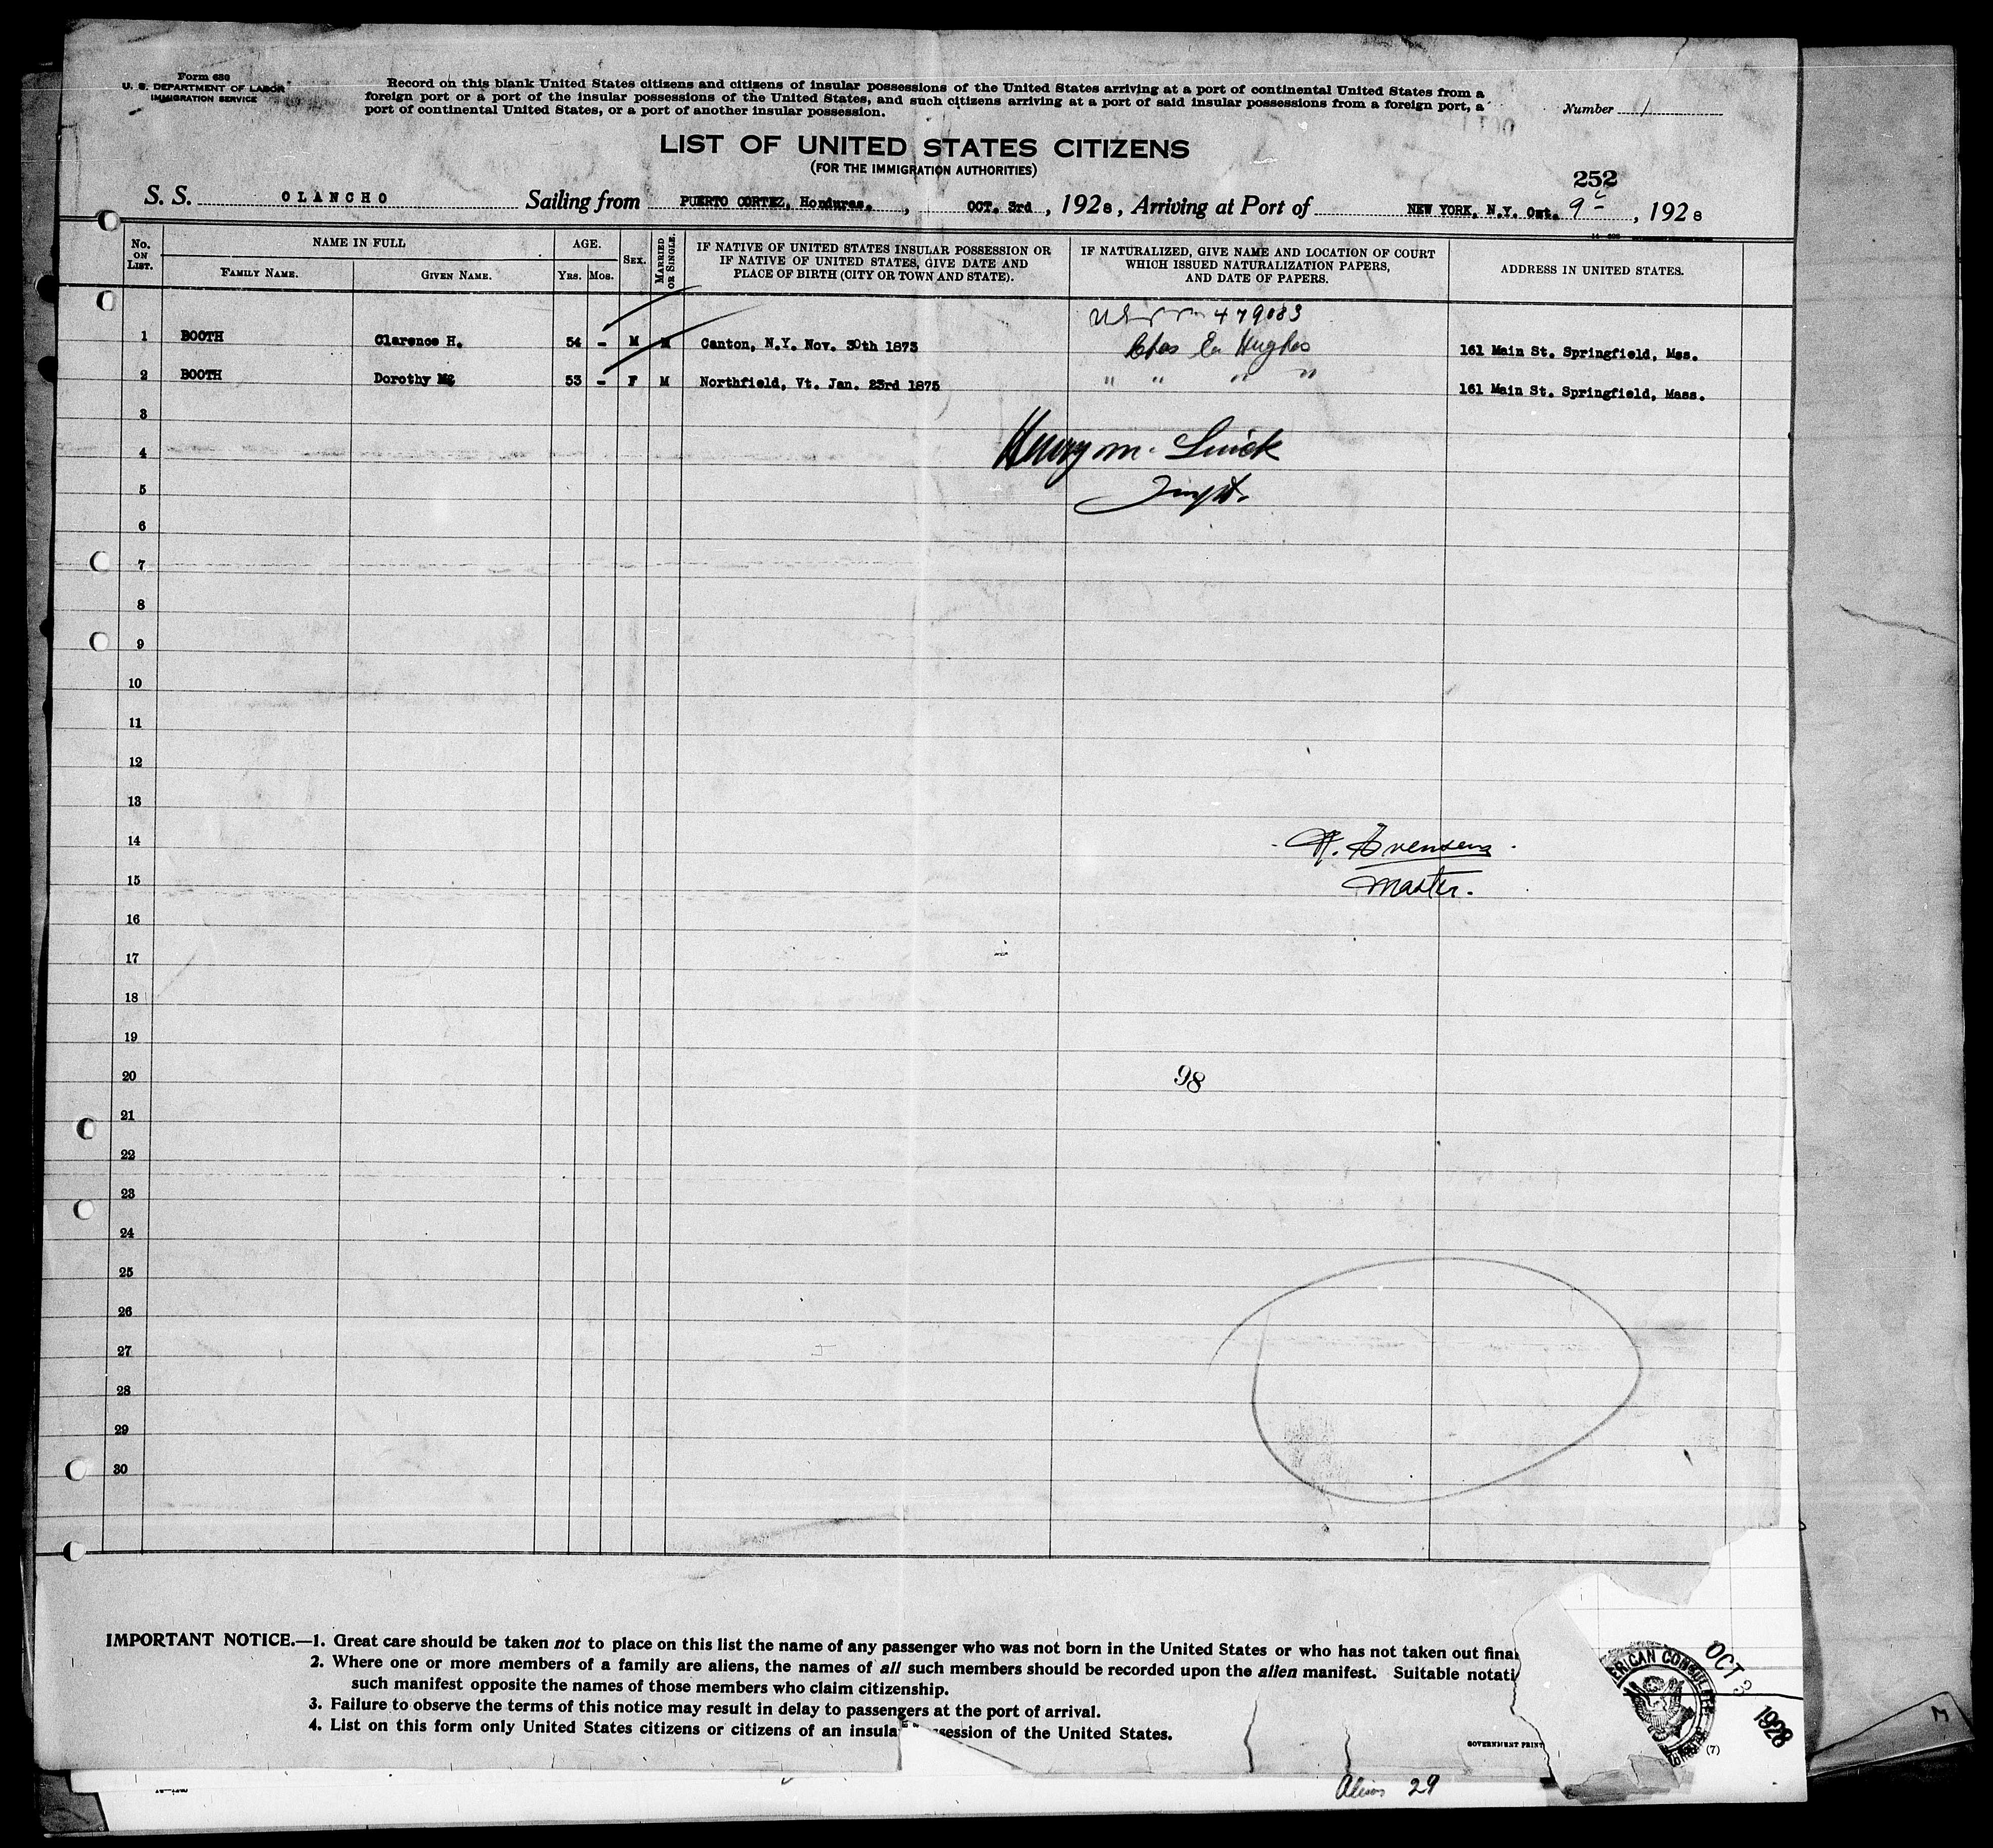 Form 630
U. S. DEPARTMENT OF LABOR
IMMIGRATION SERVICE
Record on this blank United States citizens and citizens of insular possessions of the United States arriving at a port of continental United States from a
foreign port or a port of the insular possessions of the United States, and such citizens arriving at a port of said insular possessions from a foreign port, a
port of continental United States, or a port of another insular possession.
Number 1
LIST OF UNITED STATES CITIZENS
(FOR THE IMMIGRATION AUTHORITIES)
252
S. S. OLANCHO Sailing from PUERTO CORTEZ, Honduras. , OCT. 3rd , 1928, Arriving at Port of NEW YORK, N.Y. Oct. 9 , 1928
No. ON LIST. NAME IN FULL AGE. SEX. MARRIED OR SINGLE. IF NATIVE OF UNITED STATES INSULAR POSSESSION OR IF NATIVE OF UNITED STATES, GIVE DATE AND PLACE OF BIRTH (CITY OR TOWN AND STATE). IF NATURALIZED, GIVE NAME AND LOCATION OF COURT WHICH ISSUED NATURALIZATION PAPERS, AND DATE OF PAPERS. ADDRESS IN UNITED STATES.
FAMILY NAME. GIVEN NAME. Yrs. Mos.
479083
1 BOOTH Clarence H. 54 - M M Canton, N.Y. Nov. 30th 1873 Chas E. Hughes 161 Main St. Springfield, Mss.
2 BOOTH Dorothy 53 - F M Northfield, Vt. Jan. 23rd 1875 " " " " 161 Main St. Springfield, Mass.
3
4 Henry M.
5
6
7
8
9
10
11
12
13
14
15 Master.
16
17
18
19
20 98
21
22
23
24
25
26
27
28
29
30
IMPORTANT NOTICE.—1. Great care should be taken not to place on this list the name of any passenger who was not born in the United States or who has not taken out final
2. Where one or more members of a family are aliens, the names of all such members should be recorded upon the alien manifest. Suitable notati
such manifest opposite the names of those members who claim citizenship.
3. Failure to observe the terms of this notice may result in delay to passengers at the port of arrival.
4. List on this form only United States citizens or citizens of an insula ssession of the United States.
GOVERNMENT PRINT
(7)
ERICAN CONSULATE
OCT 3 1928
Aliens 29
M